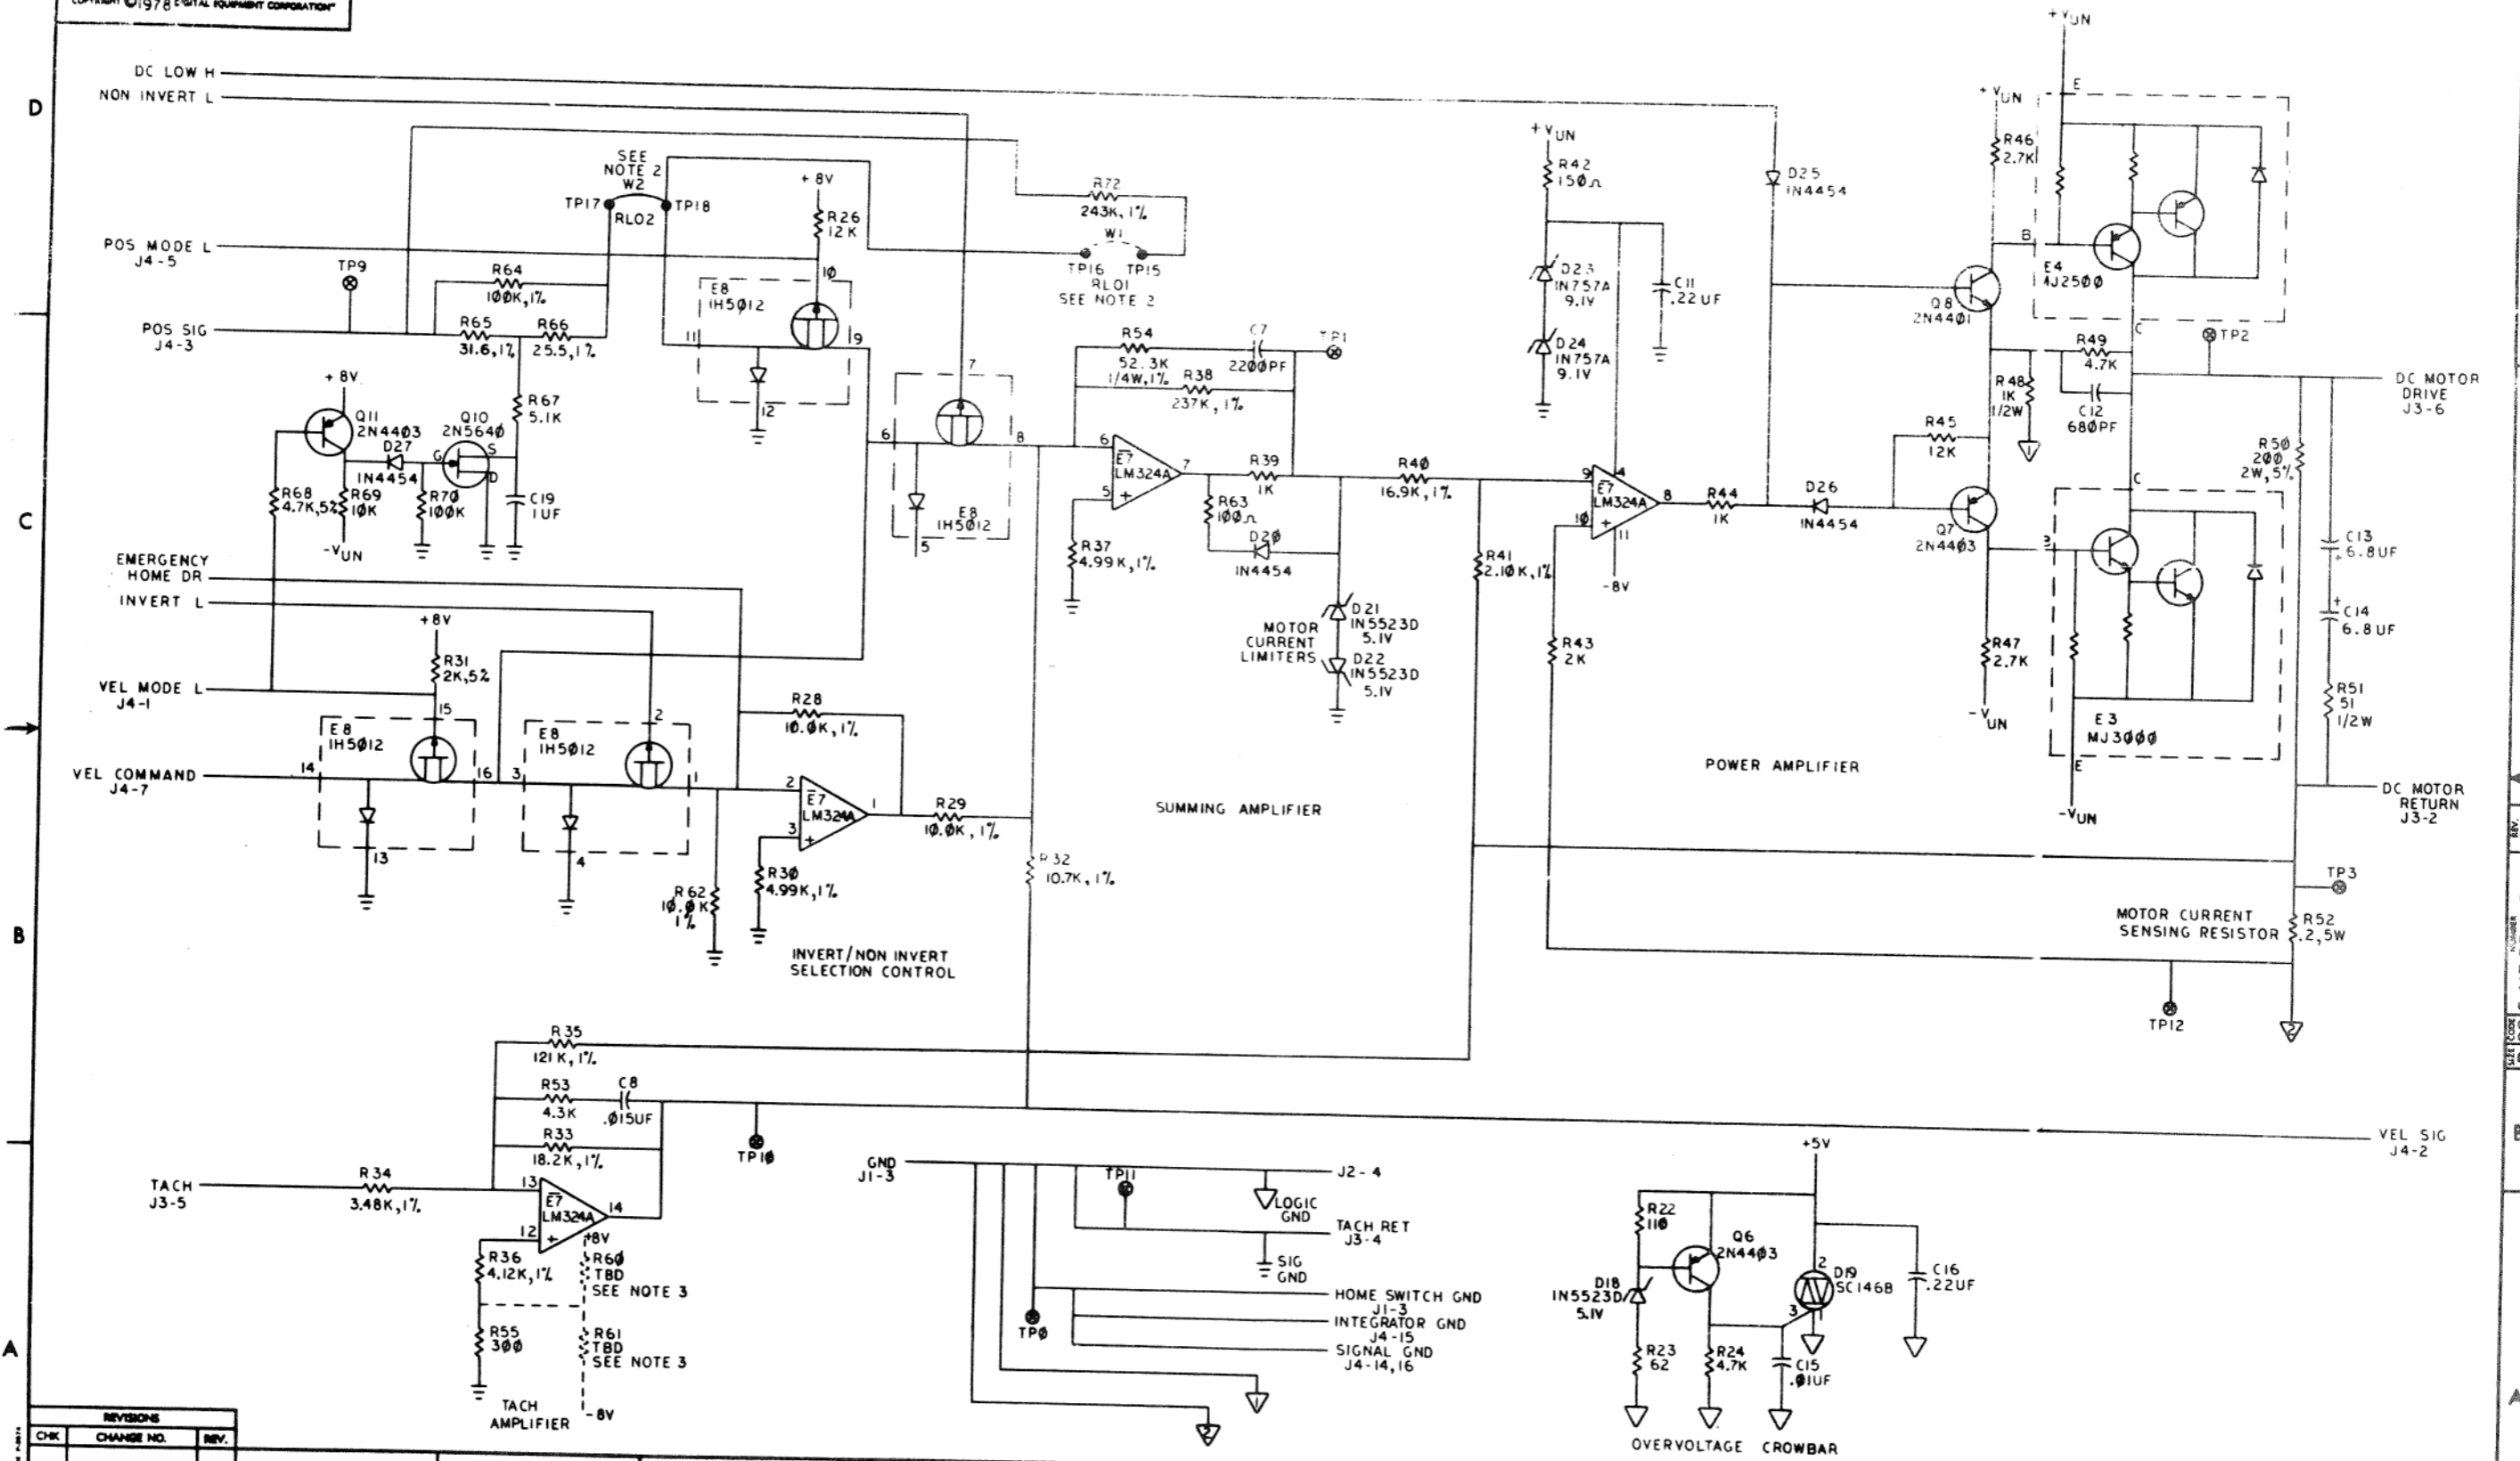 COPYRIGHT ©1978 DIGITAL EQUIPMENT CORPORATION"
D
C
B
A
DC LOW H
NON INVERT L
POS MODE L
J4-5
POS SIG
J4-3
TP9
R64
100K,1%
R65
31.6,1%
R66
25.5,1%
SEE
NOTE 2
W2
TP17
TP18
RL02
+8V
R26
12K
10
E8
IH5012
11
9
12
R72
243K,1%
W1
TP16
TP15
RL01
SEE NOTE 2
+8V
Q11
2N4403
D27
1N4454
Q10
2N5640
G
S
D
R67
5.1K
R68
4.7K,5%
R69
10K
R70
100K
C19
1UF
-VUN
7
6
8
E8
IH5012
5
R54
52.3K
1/4W,1%
C7
2200PF
TP1
R38
237K,1%
6
E7
LM324A
5
7
R39
1K
R63
100Ω
D20
1N4454
R37
4.99K,1%
R40
16.9K,1%
D21
1N5523D
5.1V
MOTOR
CURRENT
LIMITERS
D22
1N5523D
5.1V
+VUN
R42
150Ω
D23
1N757A
9.1V
D24
1N757A
9.1V
C11
.22UF
D25
1N4454
9
4
E7
LM324A
10
11
8
-8V
R44
1K
D26
1N4454
R41
2.10K,1%
R43
2K
+VUN
+VUN
R46
2.7K
E
B
E4
MJ2500
C
Q8
2N4401
R49
4.7K
R48
1K
1/2W
C12
680PF
1
TP2
DC MOTOR
DRIVE
J3-6
R45
12K
Q7
2N4403
C
B
R50
200
2W,5%
C13
6.8UF
C14
6.8UF
R51
51
1/2W
R47
2.7K
-VUN
E3
MJ3000
E
-VUN
DC MOTOR
RETURN
J3-2
POWER AMPLIFIER
EMERGENCY
HOME DR
INVERT L
+8V
R31
2K,5%
VEL MODE L
J4-1
15
E8
IH5012
14
16
13
VEL COMMAND
J4-7
2
E8
IH5012
3
1
4
R28
10.0K,1%
2
E7
LM324A
3
1
R29
10.0K,1%
R30
4.99K,1%
R62
10.0K
1%
R32
10.7K,1%
SUMMING AMPLIFIER
INVERT/NON INVERT
SELECTION CONTROL
TP3
MOTOR CURRENT
SENSING RESISTOR
R52
.2,5W
TP12
2
R35
121K,1%
R53
4.3K
C8
.015UF
R33
18.2K,1%
TP10
VEL SIG
J4-2
TACH
J3-5
R34
3.48K,1%
13
E7
LM324A
14
12
+8V
R36
4.12K,1%
R60
TBD
SEE NOTE 3
R55
300
R61
TBD
SEE NOTE 3
-8V
TACH
AMPLIFIER
GND
J1-3
TP11
J2-4
LOGIC
GND
TACH RET
J3-4
SIG
GND
TP0
HOME SWITCH GND
J1-3
INTEGRATOR GND
J4-15
SIGNAL GND
J4-14,16
1
2
+5V
R22
110
Q6
2N4403
2
D19
SC146B
3
1
C16
.22UF
D18
1N5523D
5.1V
R23
62
R24
4.7K
C15
.01UF
OVERVOLTAGE CROWBAR
REVISIONS
CHK
CHANGE NO.
REV.
REV.
NUMBER
SIZE
CODE
B
A